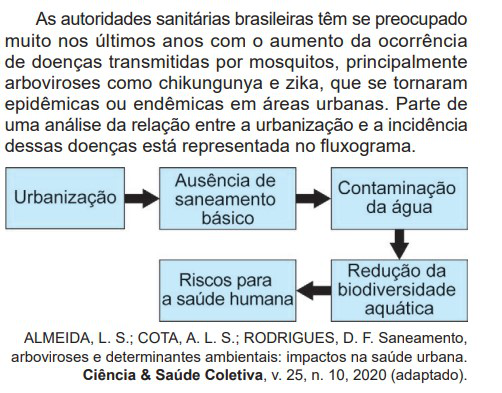 As autoridades sanitárias brasileiras têm se preocupado
muito nos últimos anos com o aumento da ocorrência
de doenças transmitidas por mosquitos, principalmente
arboviroses como chikungunya e zika, que se tornaram
epidêmicas ou endêmicas em áreas urbanas. Parte de
uma análise da relação entre a urbanização e a incidência
dessas doenças está representada no fluxograma.
Urbanização
Ausência de
saneamento
básico
Contaminação
da água
Redução da
biodiversidade
aquática
Riscos para
a saúde humana
ALMEIDA, L. S.; COTA, A. L. S.; RODRIGUES, D. F. Saneamento,
arboviroses e determinantes ambientais: impactos na saúde urbana.
Ciência & Saúde Coletiva, v. 25, n. 10, 2020 (adaptado).